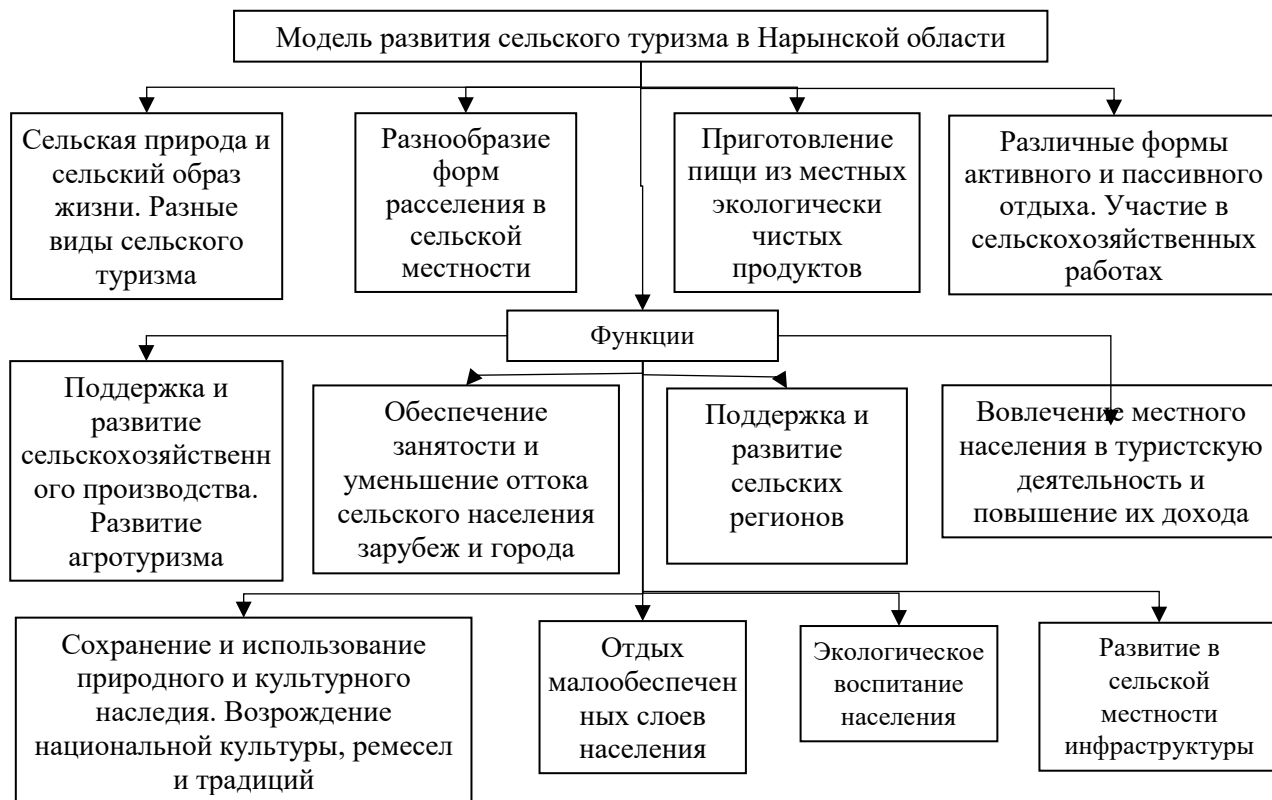 Модель развития сельского туризма в Нарынской области
Сельская природа и
сельский образ
жизни. Разные
виды сельского
туризма
Разнообразие
форм
расселения в
сельской
местности
Приготовление
пищи из местных
экологически
чистых
продуктов
Различные формы
активного и пассивного
отдыха. Участие в
сельскохозяйственных
работах
Функции
Поддержка и
развитие
сельскохозяйственн
ого производства.
Развитие
агротуризма
Обеспечение
занятости и
уменьшение оттока
сельского населения
зарубеж и города
Поддержка и
развитие
сельских
регионов
Вовлечение местного
населения в туристскую
деятельность и
повышение их дохода
Сохранение и использование
природного и культурного
наследия. Возрождение
национальной культуры, ремесел
и традиций
Отдых
малообеспечен
ных слоев
населения
Экологическое
воспитание
населения
Развитие в
сельской
местности
инфраструктуры